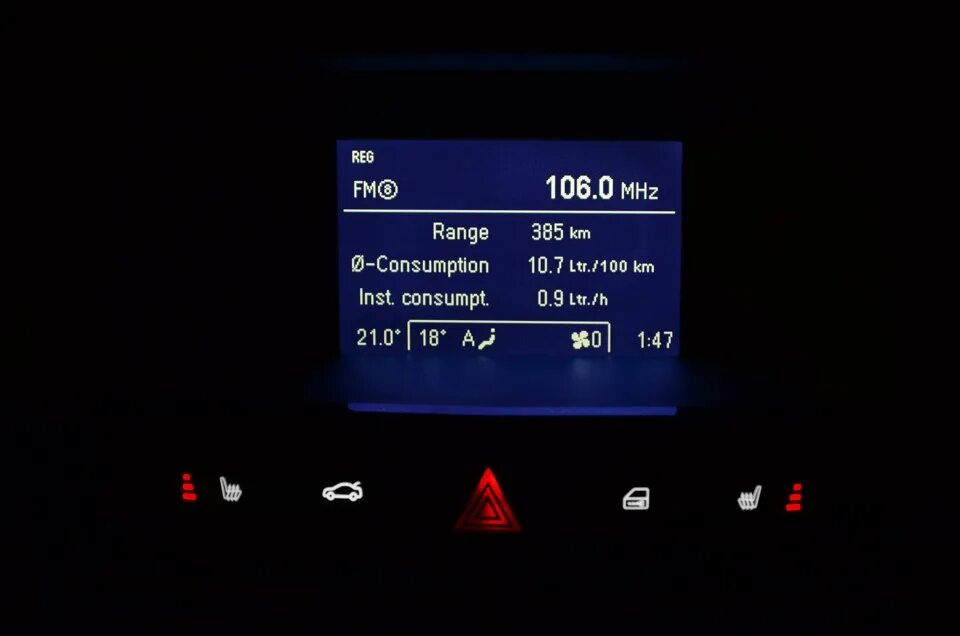 REG
FM⑧ 106.0 MHz
Range 385 km
Ø-Consumption 10.7 Ltr./100 km
Inst. consumpt. 0.9 Ltr./h
21.0° 18° A 0 1:47